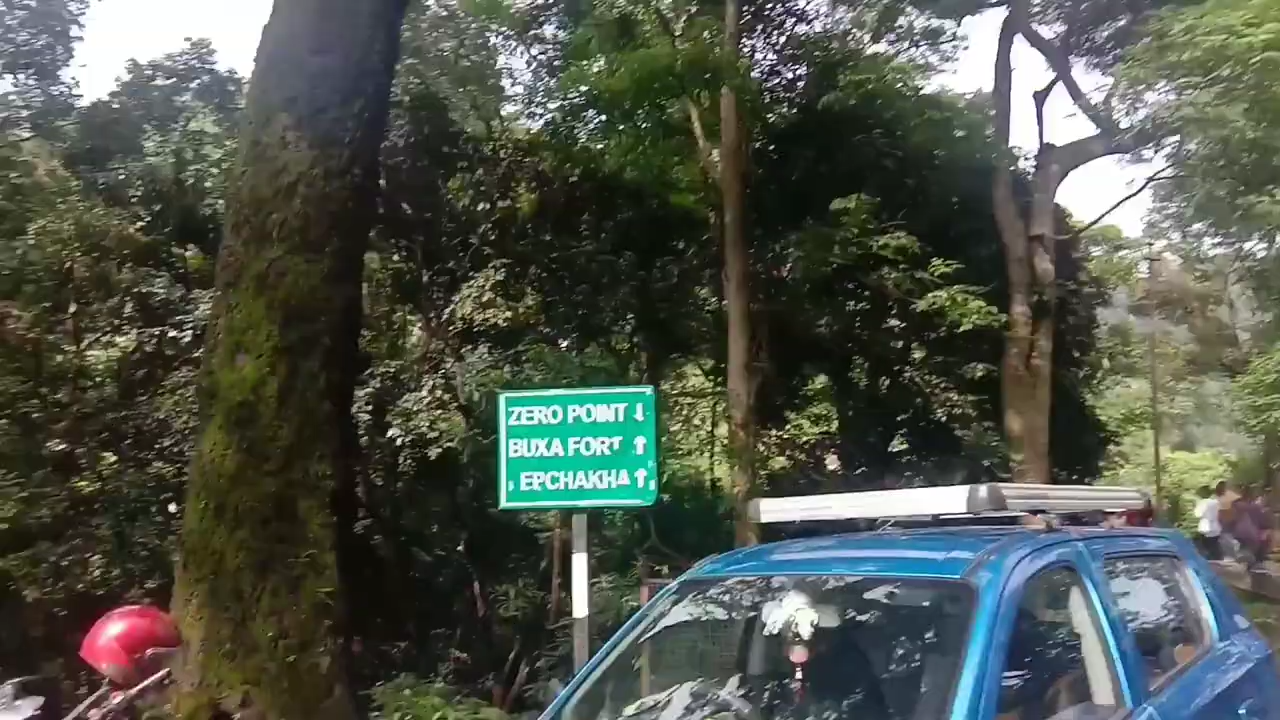 ZERO POINT ↓
BUXA FORT ↑
EPCHAKHA ↑